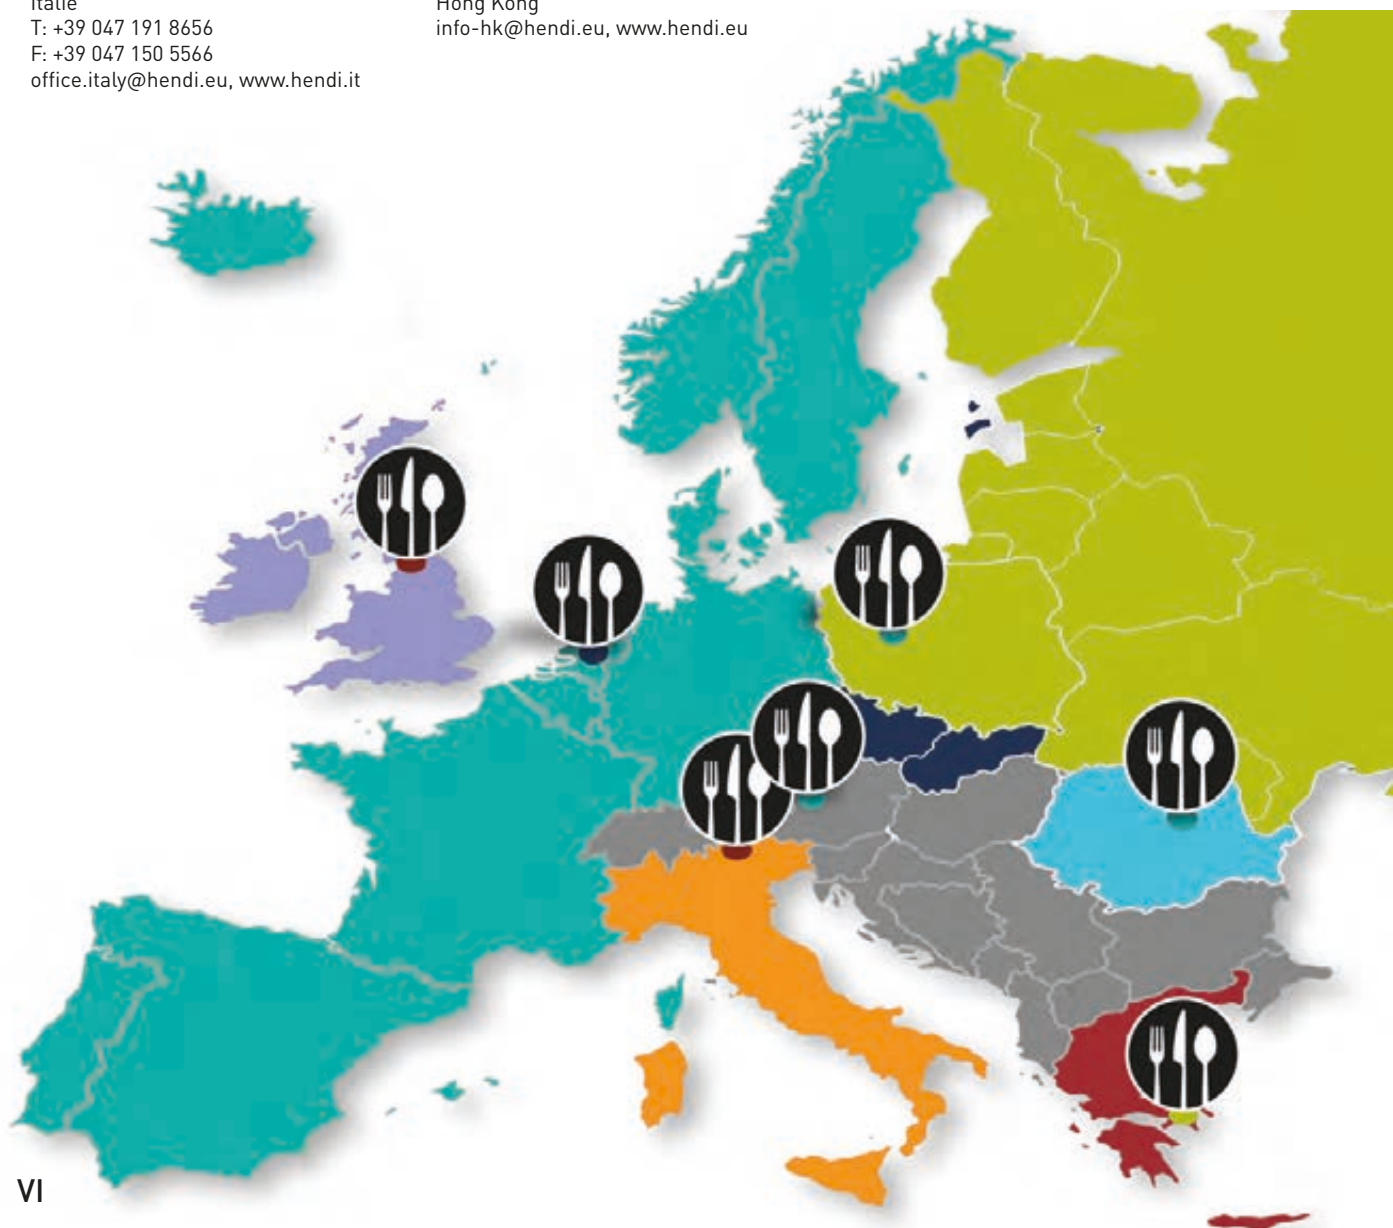 Italie
T: +39 047 191 8656
F: +39 047 150 5566
office.italy@hendi.eu, www.hendi.it
Hong Kong
info-hk@hendi.eu, www.hendi.eu
VI